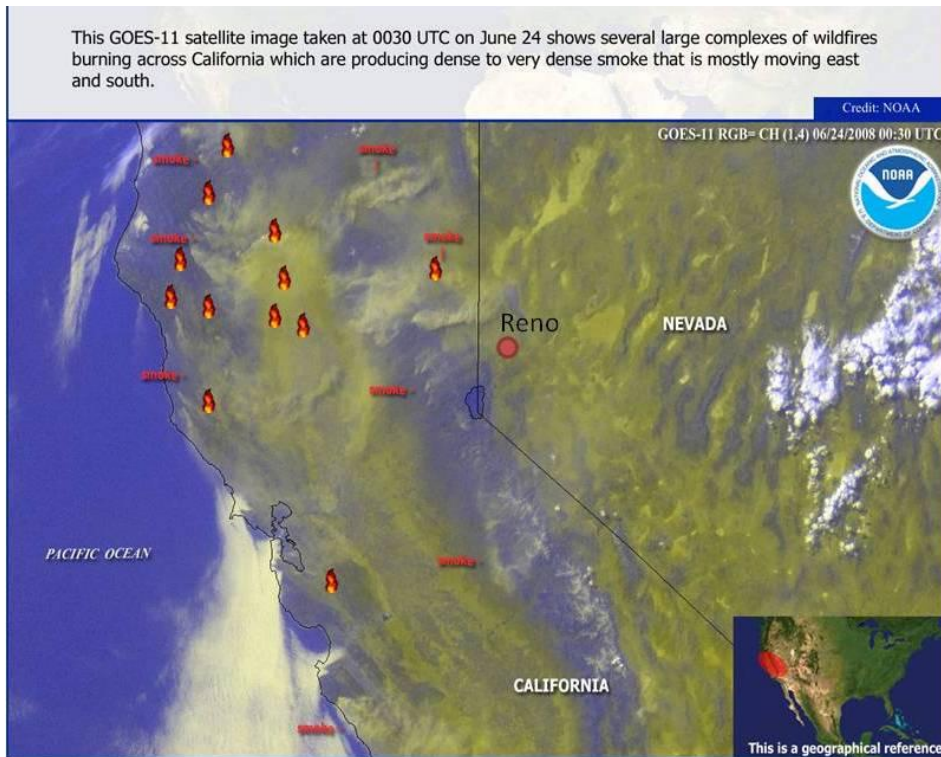 This GOES-11 satellite image taken at 0030 UTC on June 24 shows several large complexes of wildfires
burning across California which are producing dense to very dense smoke that is mostly moving east
and south.
Credit: NOAA
GOES-11 RGB= CH (1,4) 06/24/2008 00:30 UTC
NOAA
smoke -
smoke
smoke -
smoke
Reno
NEVADA
smoke -
smoke -
PACIFIC OCEAN
smoke -
CALIFORNIA
smoke -
This is a geographical reference